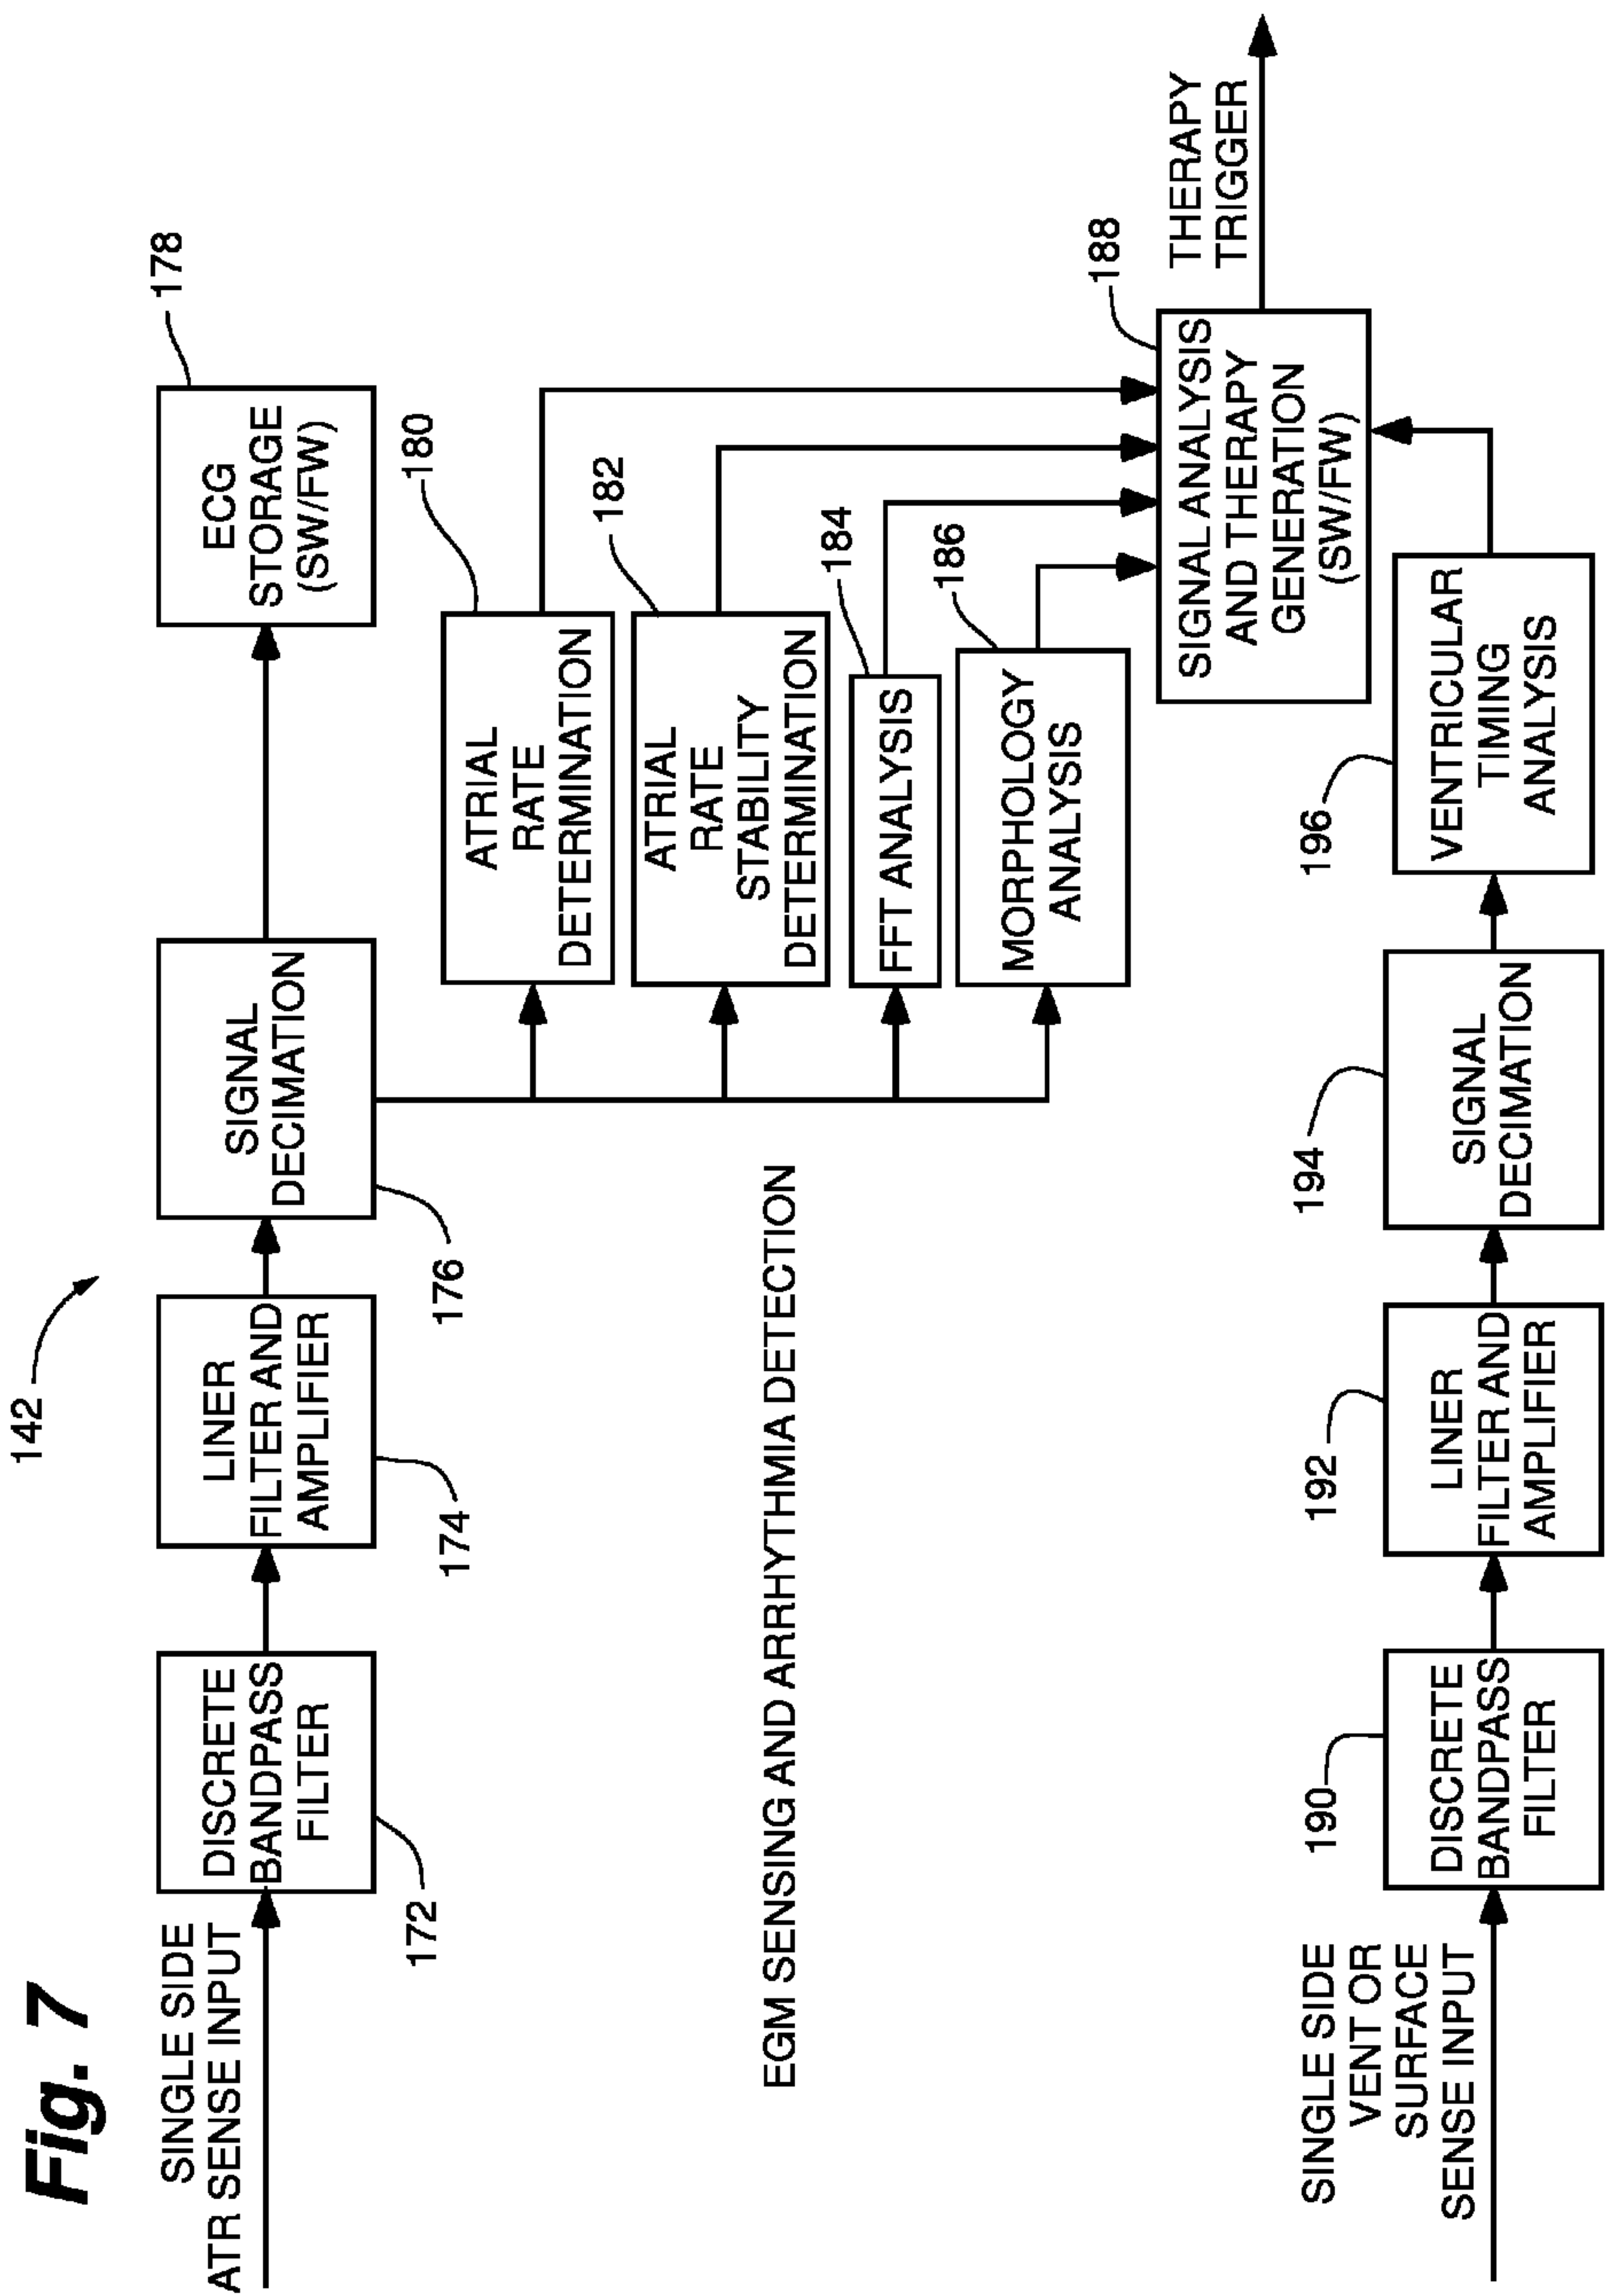 Fig. 7
142
SINGLE SIDE
ATR SENSE INPUT
DISCRETE
BANDPASS
FILTER
172
LINER
FILTER AND
AMPLIFIER
174
SIGNAL
DECIMATION
176
ECG
STORAGE
(SW/FW)
178
ATRIAL
RATE
DETERMINATION
180
ATRIAL
RATE
STABILITY
DETERMINATION
182
FFT ANALYSIS
184
MORPHOLOGY
ANALYSIS
186
EGM SENSING AND ARRHYTHMIA DETECTION
SIGNAL ANALYSIS
AND THERAPY
GENERATION
(SW/FW)
188
THERAPY
TRIGGER
SINGLE SIDE
VENT OR
SURFACE
SENSE INPUT
DISCRETE
BANDPASS
FILTER
190
LINER
FILTER AND
AMPLIFIER
192
SIGNAL
DECIMATION
194
VENTRICULAR
TIMING
ANALYSIS
196